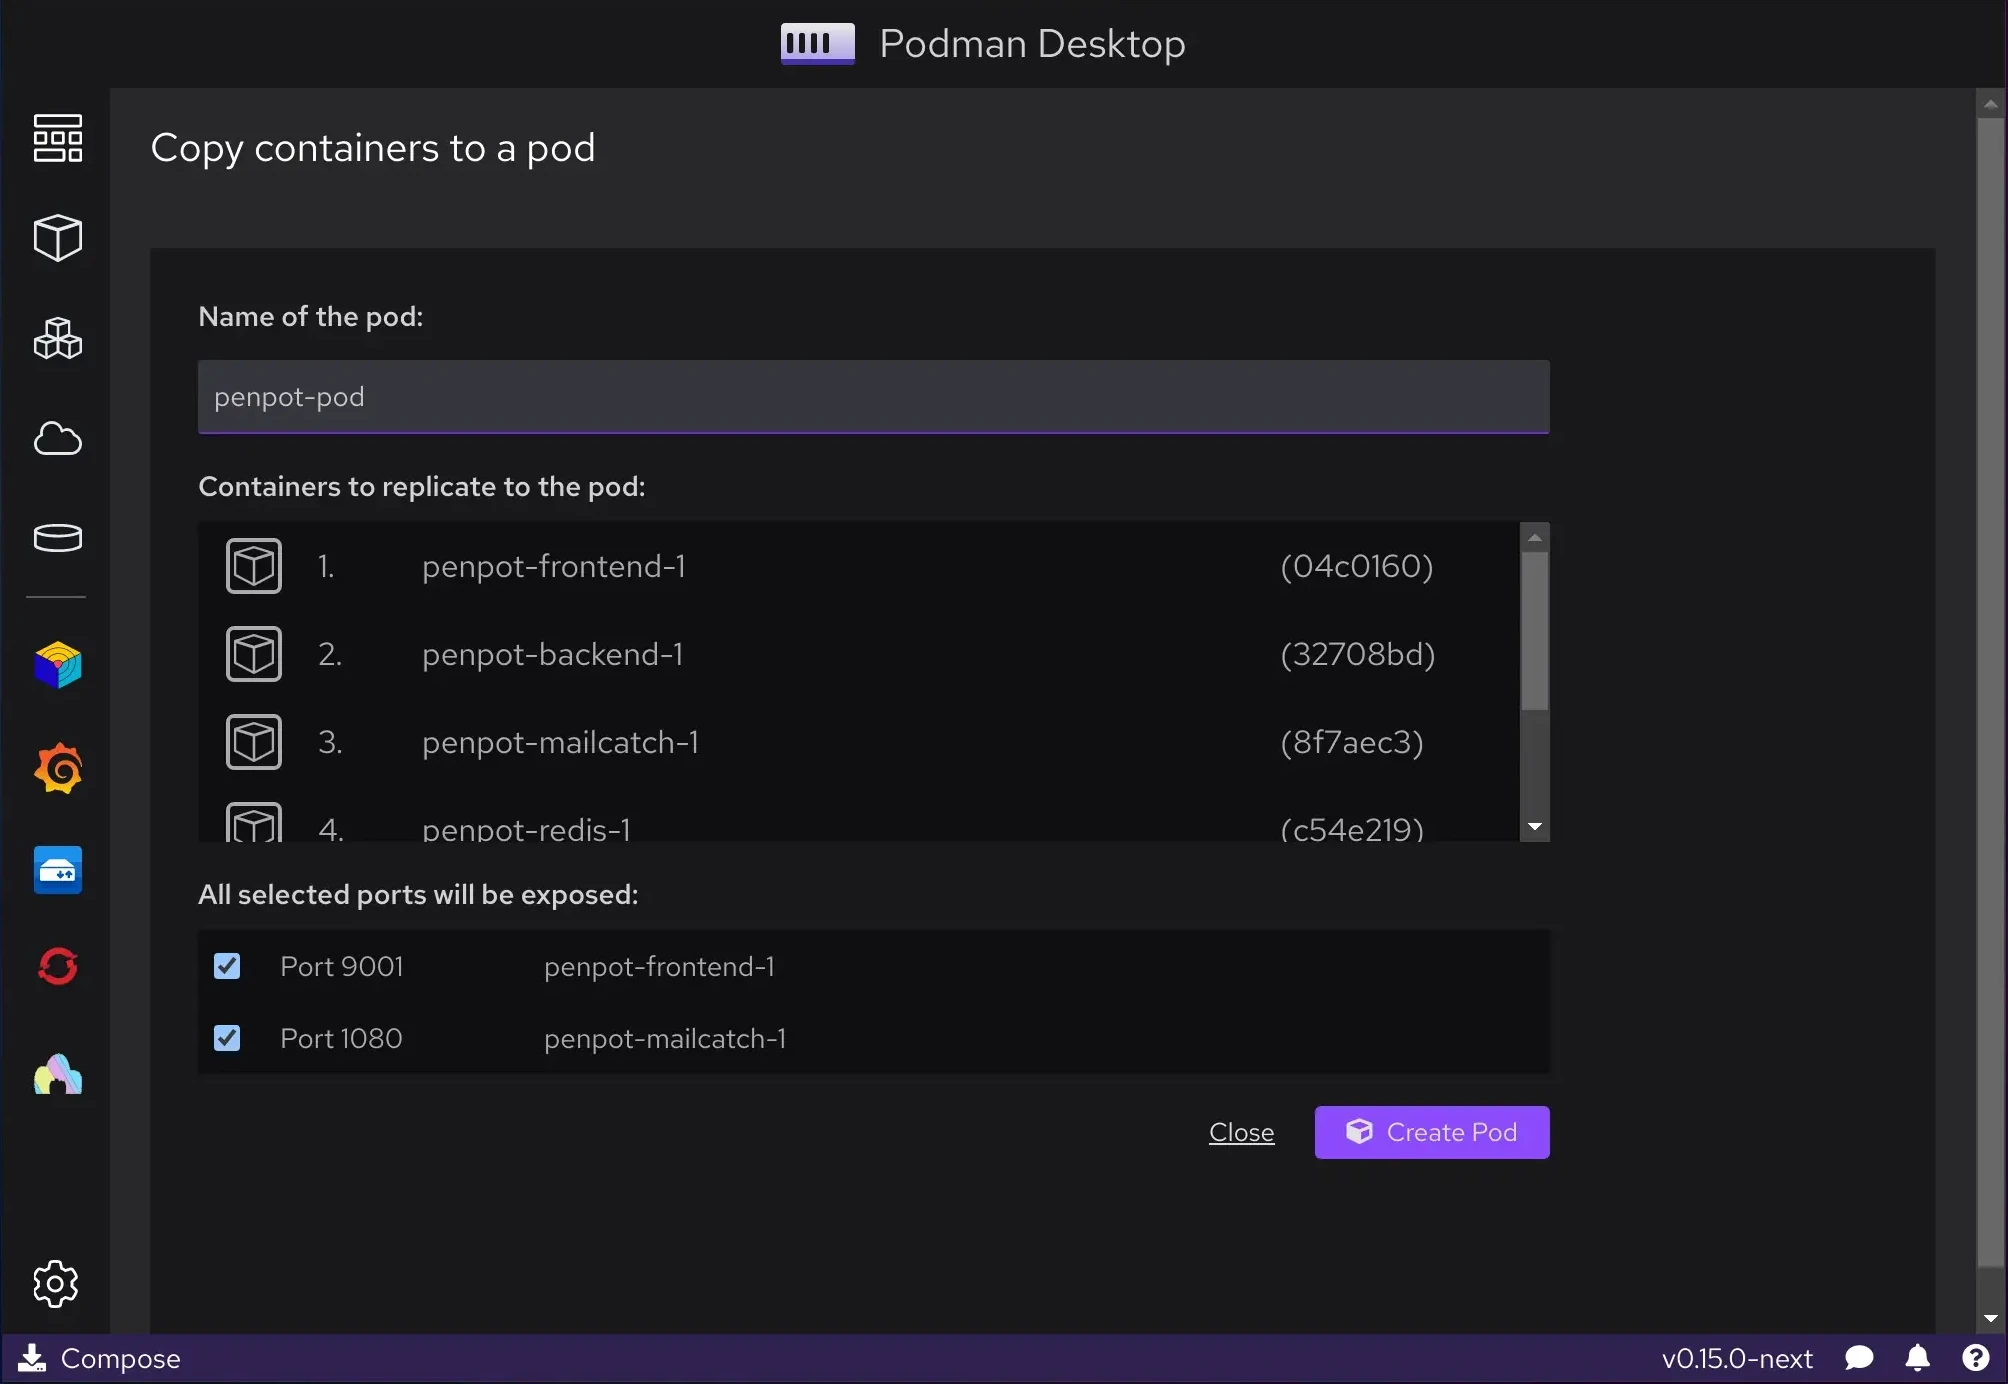 Podman Desktop
Copy containers to a pod
Name of the pod:
penpot-pod
Containers to replicate to the pod:
1. penpot-frontend-1 (04c0160)
2. penpot-backend-1 (32708bd)
3. penpot-mailcatch-1 (8f7aec3)
4. penpot-redis-1 (c54e219)
All selected ports will be exposed:
Port 9001 penpot-frontend-1
Port 1080 penpot-mailcatch-1
Close Create Pod
Compose v0.15.0-next